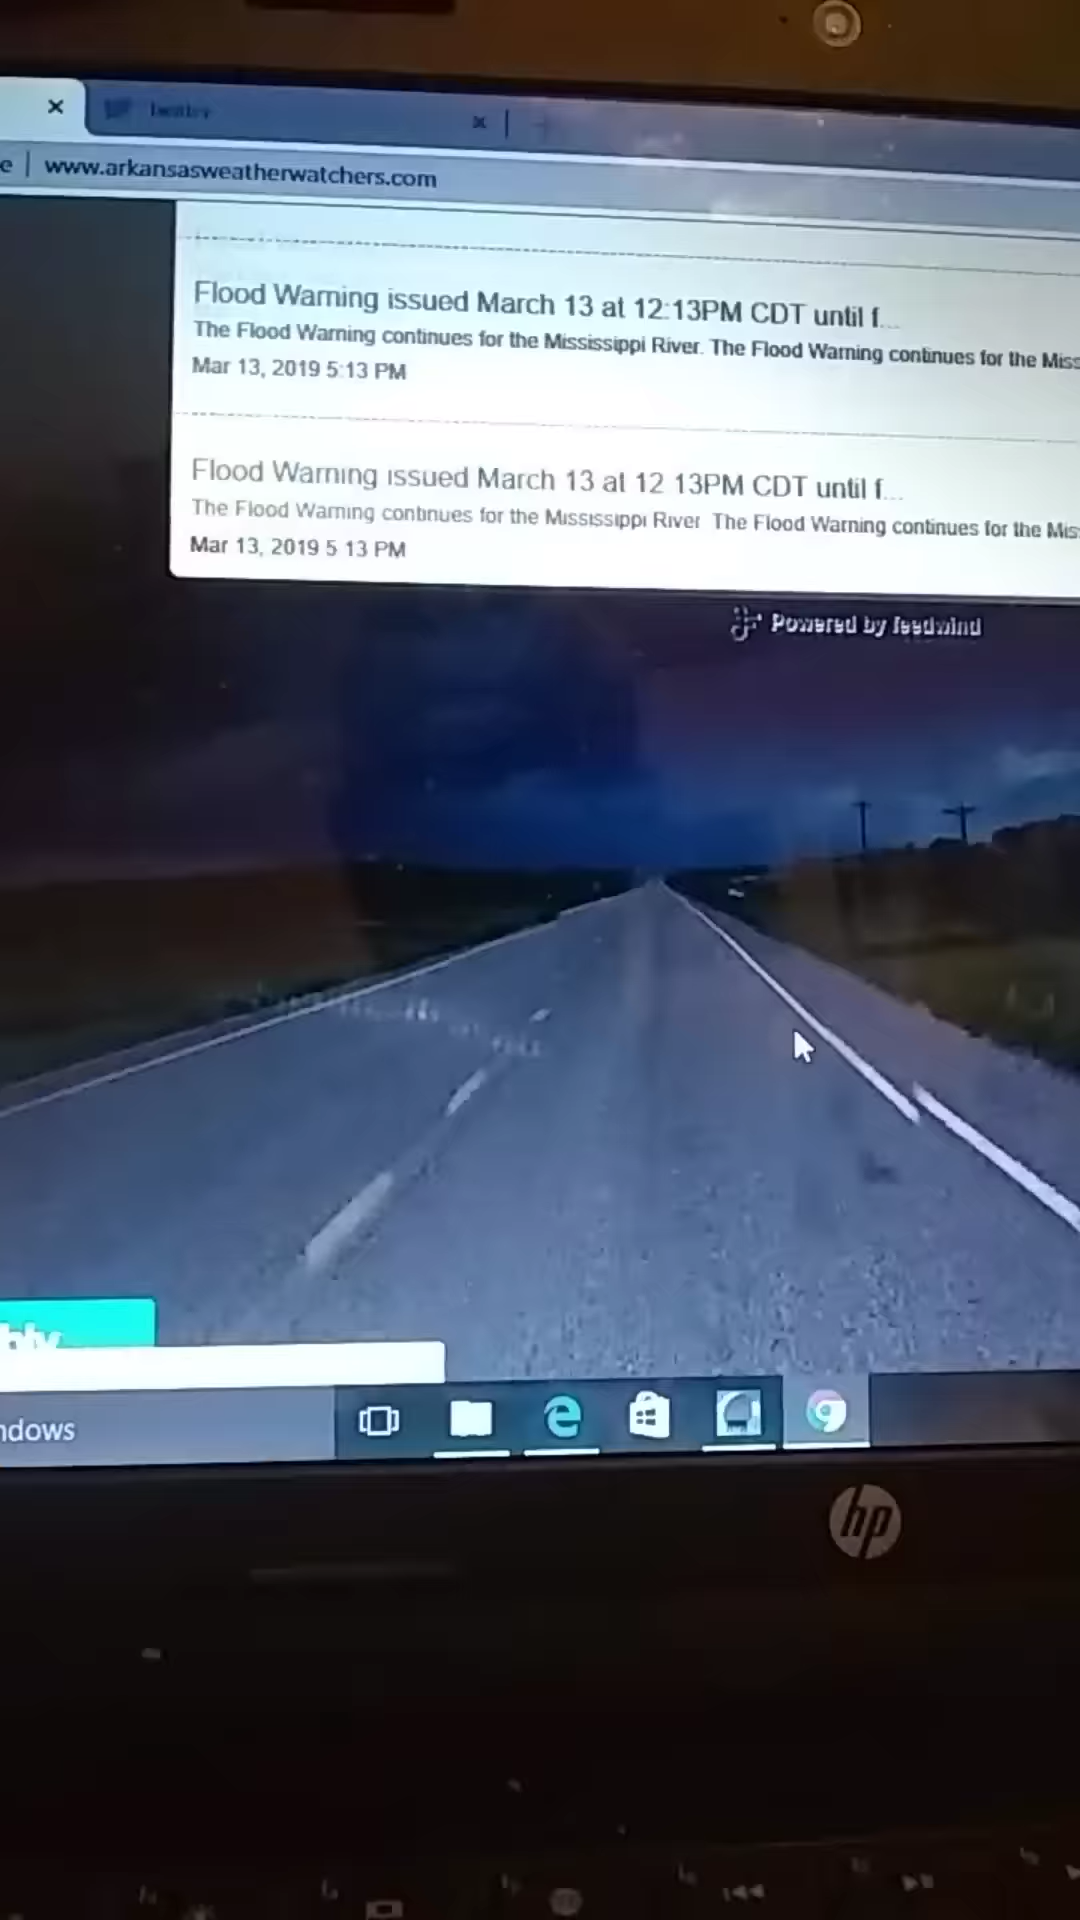 e | www.arkansasweatherwatchers.com
Flood Warning issued March 13 at 12:13PM CDT until f...
The Flood Warning continues for the Mississippi River. The Flood Warning continues for the Miss
Mar 13, 2019 5:13 PM
Flood Warning issued March 13 at 12 13PM CDT until f...
The Flood Warning continues for the Mississippi River The Flood Warning continues for the Mis
Mar 13, 2019 5 13 PM
Powered by feedwind
bly
ndows
hp